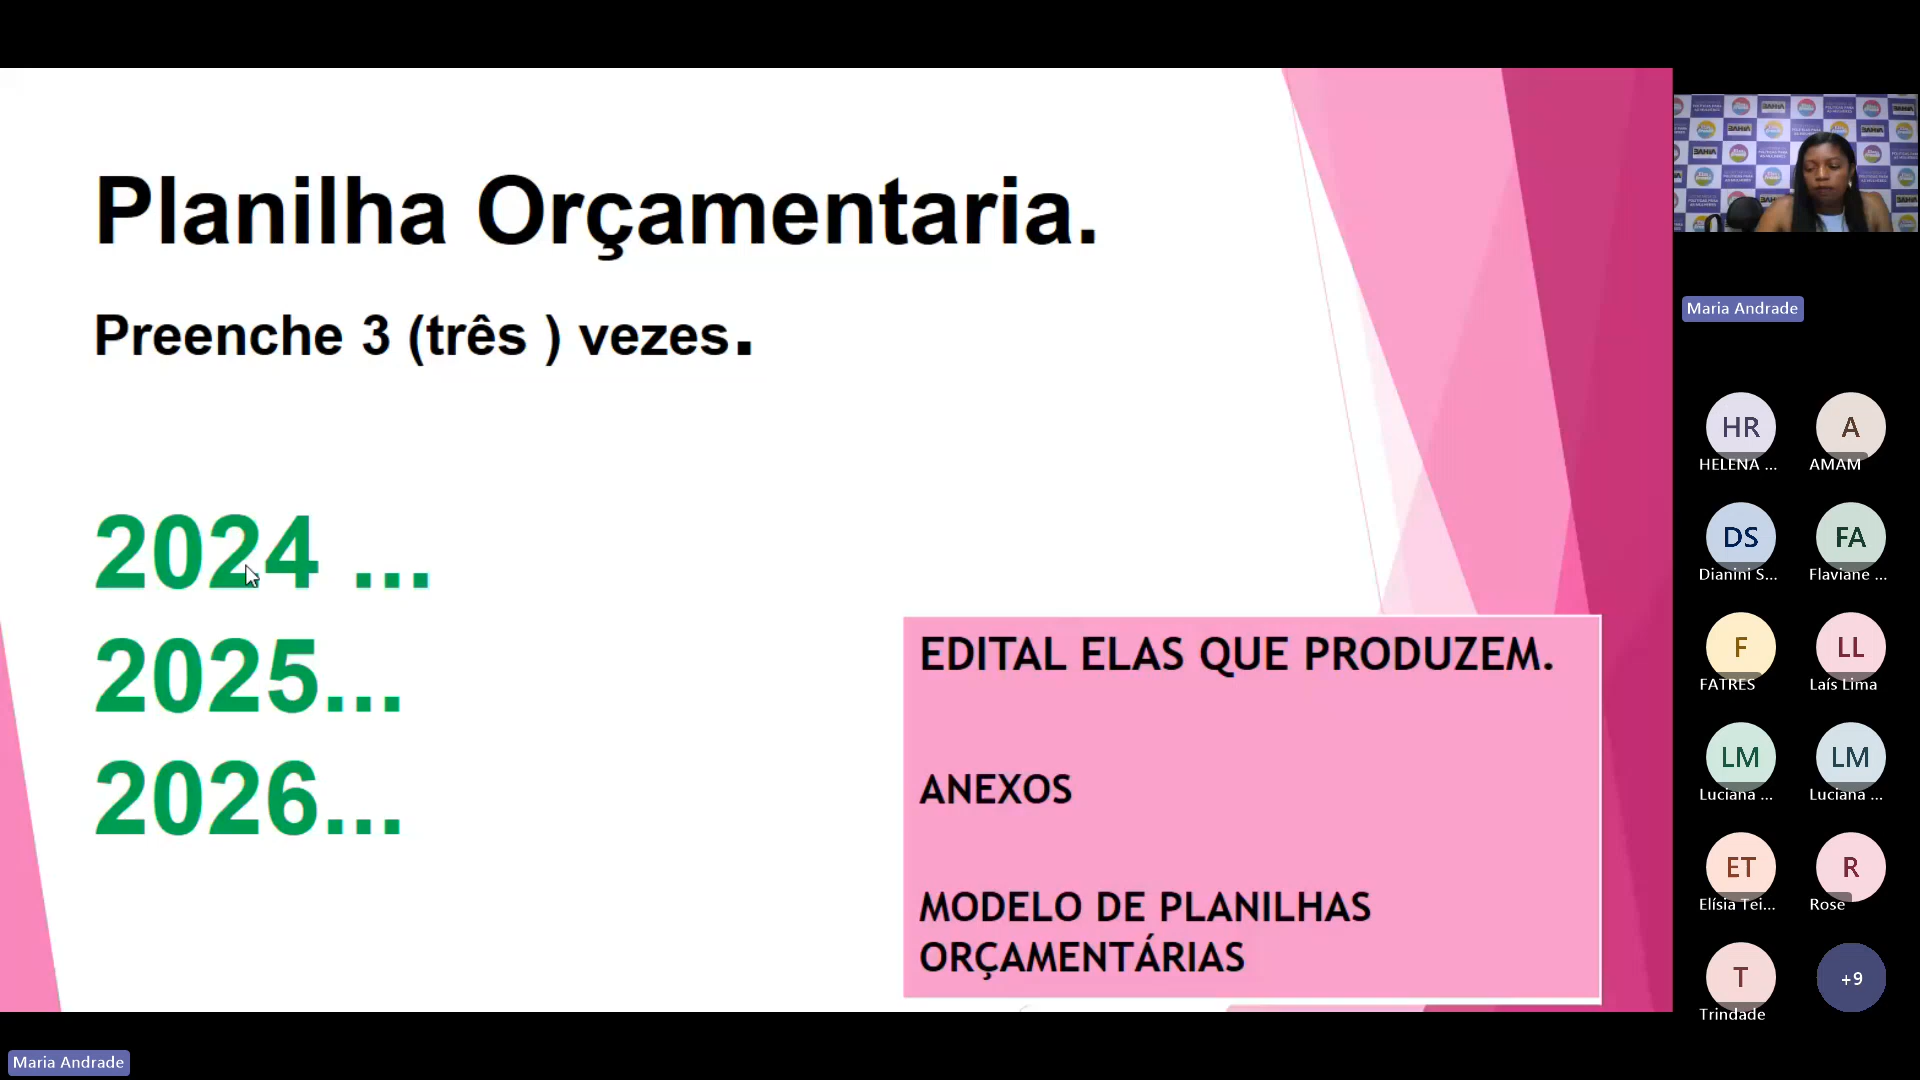 Planilha Orçamentaria.
Preenche 3 (três ) vezes.
2024 ...
2025...
2026...
EDITAL ELAS QUE PRODUZEM.
ANEXOS
MODELO DE PLANILHAS
ORÇAMENTÁRIAS
Maria Andrade
HR
HELENA ...
A
AMAM
DS
Dianini S...
FA
Flaviane ...
F
FATRES
LL
Laís Lima
LM
Luciana ...
LM
Luciana ...
ET
Elísia Tei...
R
Rose
T
Trindade
+9
Maria Andrade
BAHIA